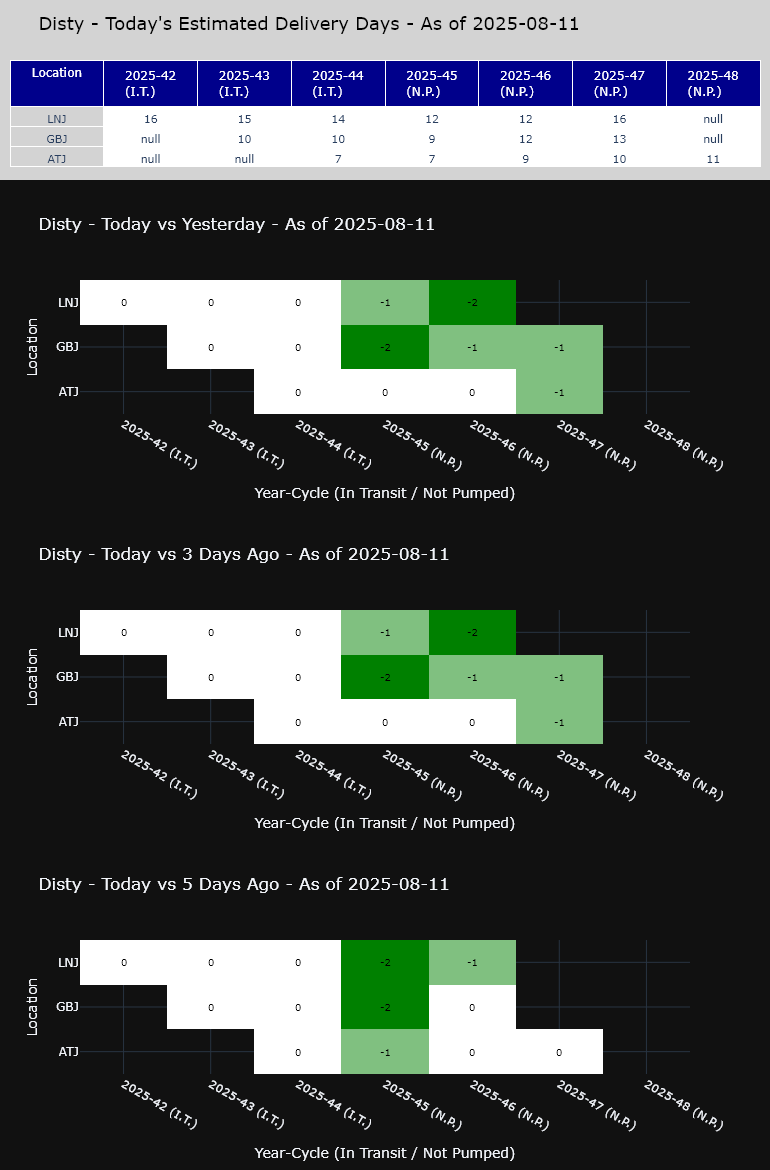 Disty - Today's Estimated Delivery Days - As of 2025-08-11
Location 2025-42 (I.T.) 2025-43 (I.T.) 2025-44 (I.T.) 2025-45 (N.P.) 2025-46 (N.P.) 2025-47 (N.P.) 2025-48 (N.P.)
LNJ 16 15 14 12 12 16 null
GBJ null 10 10 9 12 13 null
ATJ null null 7 7 9 10 11
Disty - Today vs Yesterday - As of 2025-08-11
Location
LNJ 0 0 0 -1 -2
GBJ 0 0 -2 -1 -1
ATJ 0 0 0 -1
2025-42 (I.T.) 2025-43 (I.T.) 2025-44 (I.T.) 2025-45 (N.P.) 2025-46 (N.P.) 2025-47 (N.P.) 2025-48 (N.P.)
Year-Cycle (In Transit / Not Pumped)
Disty - Today vs 3 Days Ago - As of 2025-08-11
Location
LNJ 0 0 0 -1 -2
GBJ 0 0 -2 -1 -1
ATJ 0 0 0 -1
2025-42 (I.T.) 2025-43 (I.T.) 2025-44 (I.T.) 2025-45 (N.P.) 2025-46 (N.P.) 2025-47 (N.P.) 2025-48 (N.P.)
Year-Cycle (In Transit / Not Pumped)
Disty - Today vs 5 Days Ago - As of 2025-08-11
Location
LNJ 0 0 0 -2 -1
GBJ 0 0 -2 0
ATJ 0 -1 0 0
2025-42 (I.T.) 2025-43 (I.T.) 2025-44 (I.T.) 2025-45 (N.P.) 2025-46 (N.P.) 2025-47 (N.P.) 2025-48 (N.P.)
Year-Cycle (In Transit / Not Pumped)